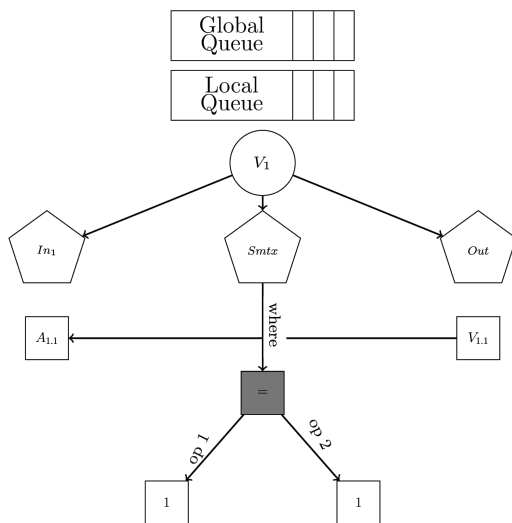 Global
Queue
Local
Queue
V₁
In₁
Smtx
Out
where
A₁.₁
V₁.₁
=
op 1
op 2
1
1